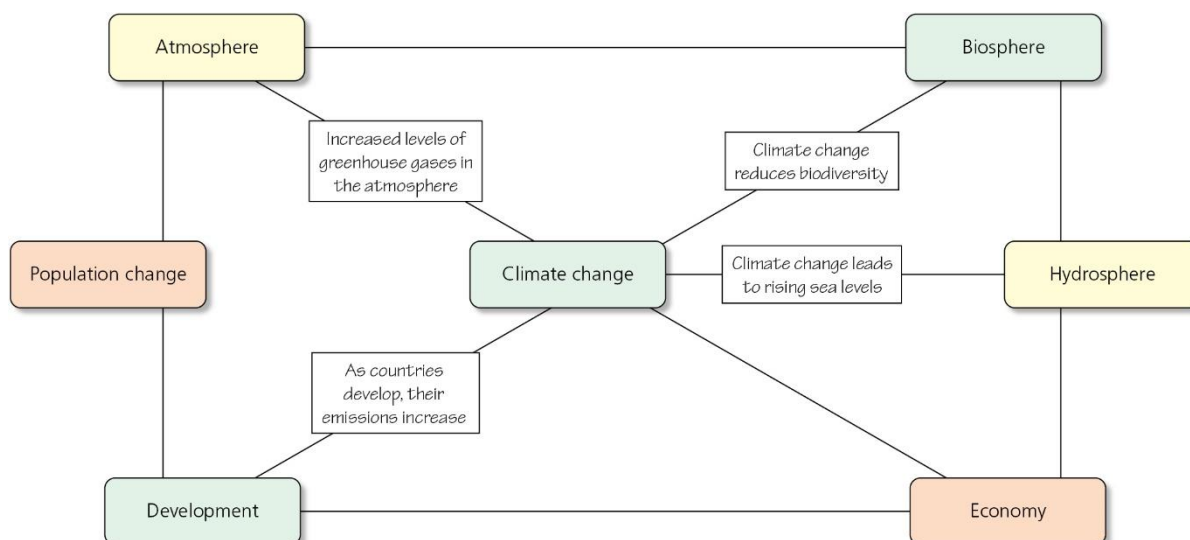 Atmosphere
Biosphere
Increased levels of
greenhouse gases in
the atmosphere
Climate change
reduces biodiversity
Population change
Climate change
Climate change leads
to rising sea levels
Hydrosphere
As countries
develop, their
emissions increase
Development
Economy